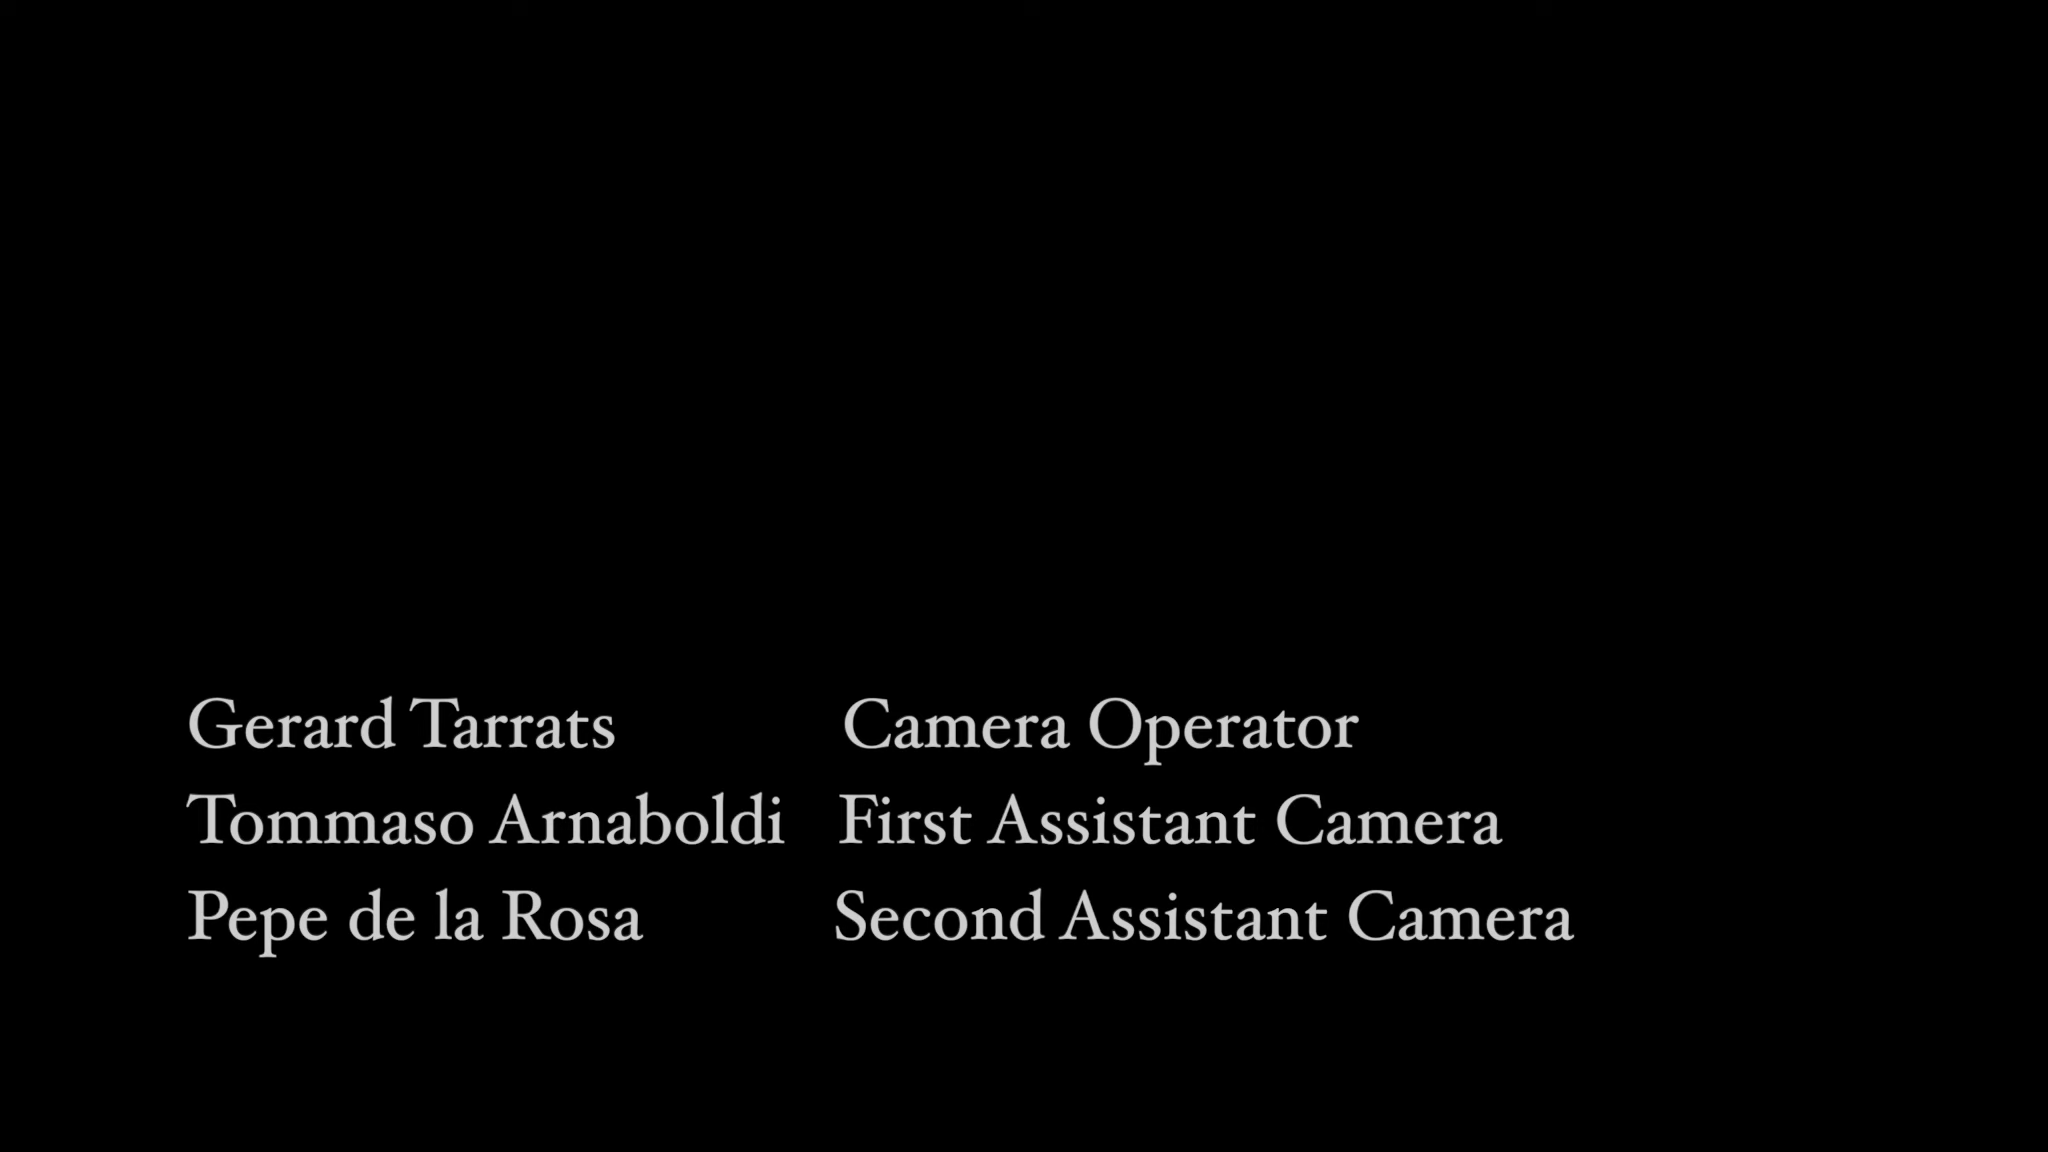 Gerard Tarrats Camera Operator
Tommaso Arnaboldi First Assistant Camera
Pepe de la Rosa Second Assistant Camera